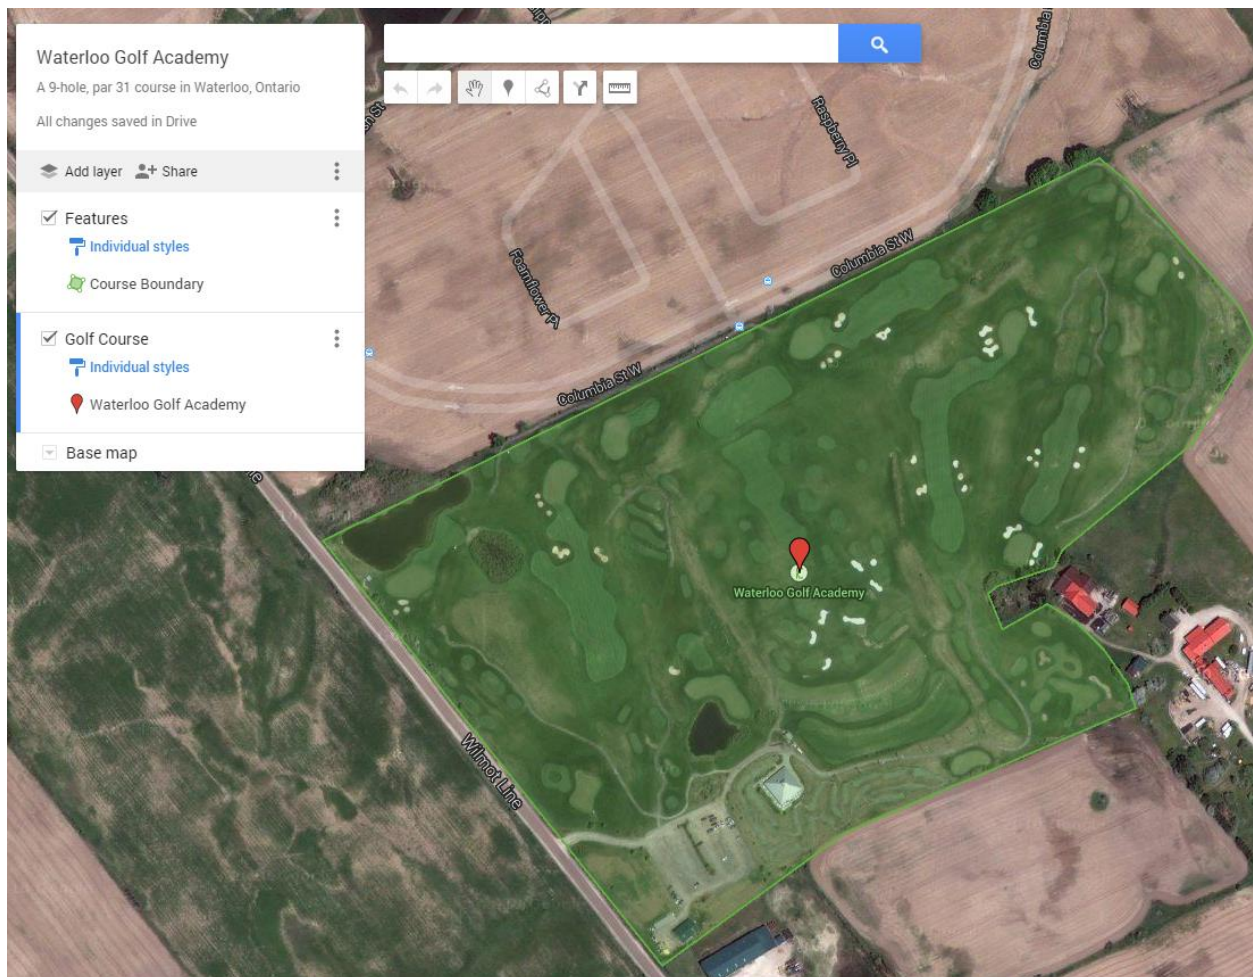 Waterloo Golf Academy
A 9-hole, par 31 course in Waterloo, Ontario
All changes saved in Drive
Add layer
Share
Features
Individual styles
Course Boundary
Golf Course
Individual styles
Waterloo Golf Academy
Base map
Columbia
Raspberry Pl
Foamflower Pl
Columbia St W
Columbia St W
Waterloo Golf Academy
Wilmot Line